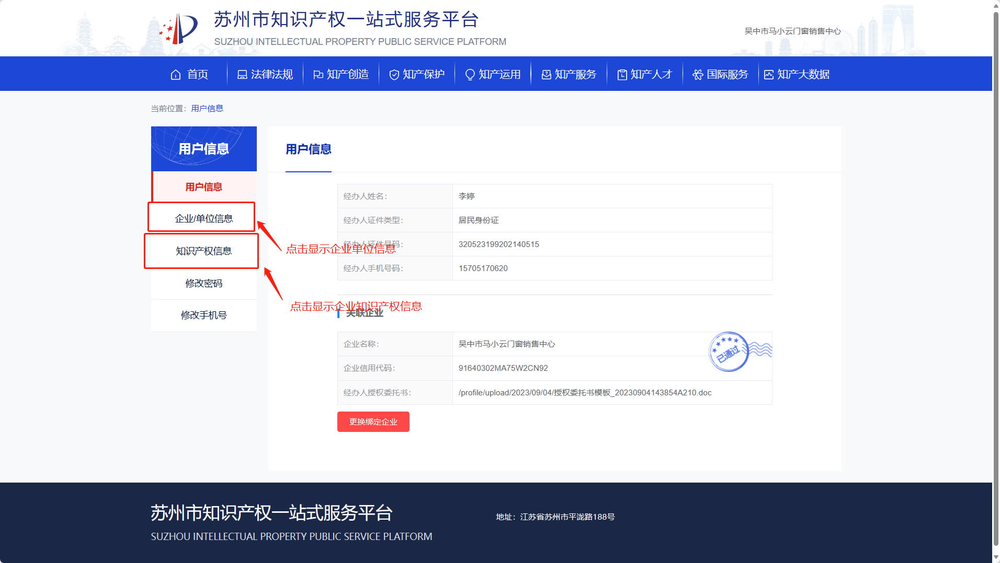 苏州市知识产权一站式服务平台
SUZHOU INTELLECTUAL PROPERTY PUBLIC SERVICE PLATFORM
吴中市马小云门窗销售中心
首页
法律法规
知产创造
知产保护
知产运用
知产服务
知产人才
国际服务
知产大数据
当前位置：用户信息
用户信息
用户信息
企业/单位信息
知识产权信息
修改密码
修改手机号
用户信息
经办人姓名： 李婷
经办人证件类型： 居民身份证
经办人证件号码： 320523199202140515
点击显示企业单位信息
经办人手机号码： 15705170620
点击显示企业知识产权信息
关联企业
企业名称： 吴中市马小云门窗销售中心
已通过
企业信用代码： 91640302MA75W2CN92
经办人授权委托书： /profile/upload/2023/09/04/授权委托书模板_20230904143854A210.doc
更换绑定企业
苏州市知识产权一站式服务平台
SUZHOU INTELLECTUAL PROPERTY PUBLIC SERVICE PLATFORM
地址：江苏省苏州市平泷路188号